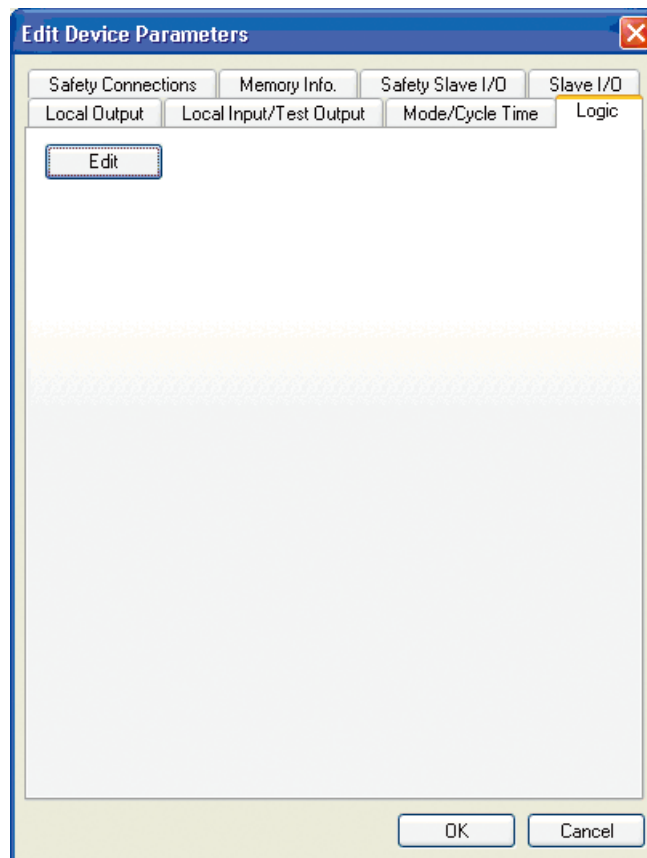 Edit Device Parameters
Safety Connections Memory Info. Safety Slave I/O Slave I/O
Local Output Local Input/Test Output Mode/Cycle Time Logic
Edit
OK Cancel